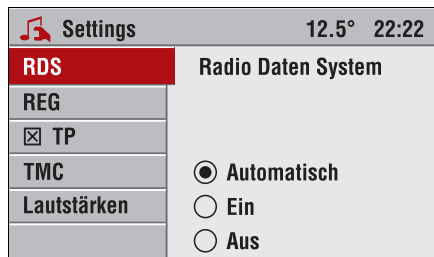 Settings 12.5° 22:22
RDS Radio Daten System
REG
TP
TMC Automatisch
Lautstärken Ein
Aus